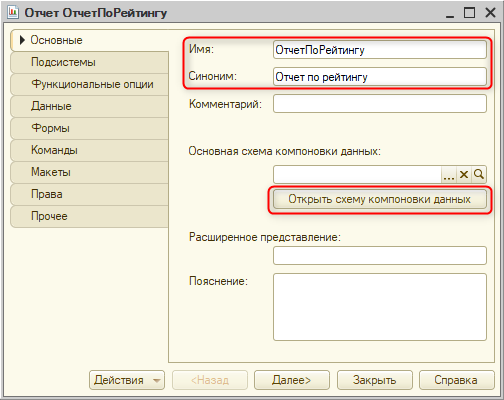 Отчет ОтчетПоРейтингу
Основные
Подсистемы
Функциональные опции
Данные
Формы
Команды
Макеты
Права
Прочее
Имя: ОтчетПоРейтингу
Синоним: Отчет по рейтингу
Комментарий:
Основная схема компоновки данных:
...
Открыть схему компоновки данных
Расширенное представление:
Пояснение:
Действия <Назад Далее> Закрыть Справка